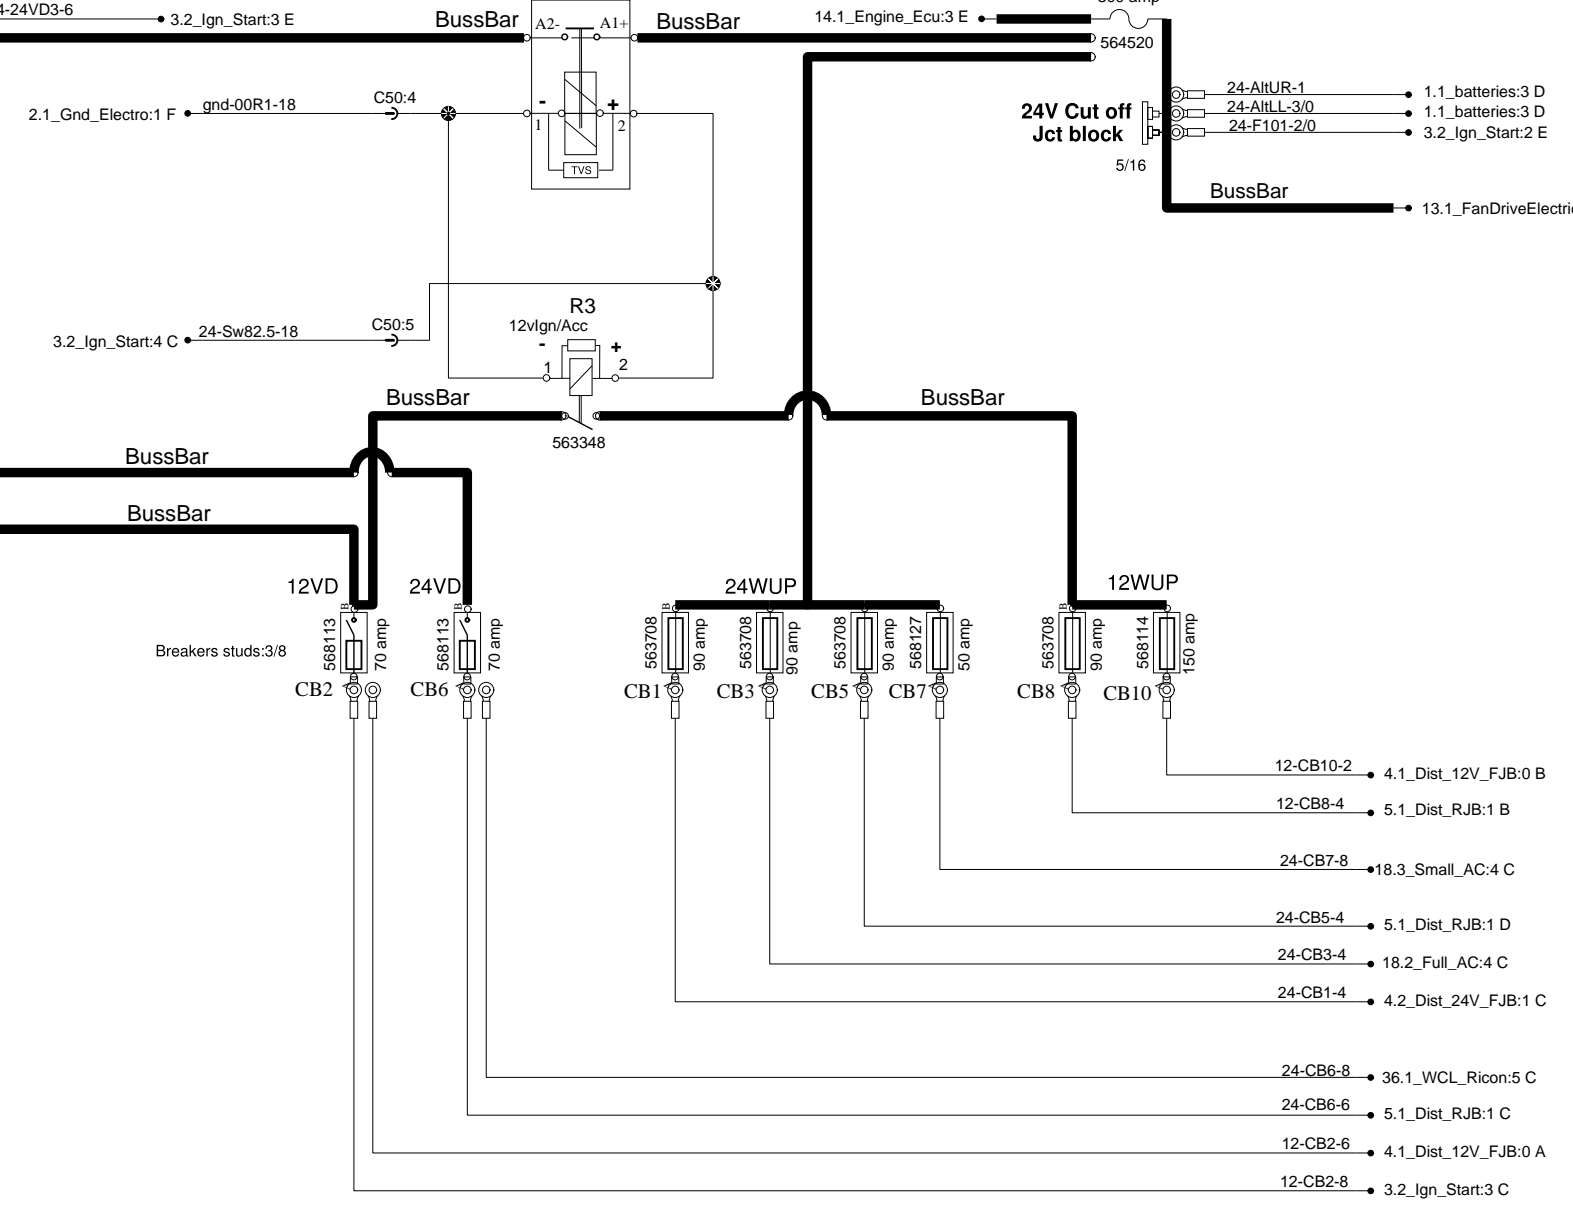 4-24VD3-6
3.2_Ign_Start:3 E
BussBar
A2-
A1+
BussBar
14.1_Engine_Ecu:3 E
564520
24-AltUR-1
1.1_batteries:3 D
24-AltLL-3/0
1.1_batteries:3 D
24-F101-2/0
3.2_Ign_Start:2 E
24V Cut off
Jct block
5/16
BussBar
2.1_Gnd_Electro:1 F
gnd-00R1-18
C50:4
-
+
1
2
TVS
R3
12vIgn/Acc
-
+
1
2
563348
3.2_Ign_Start:4 C
24-Sw82.5-18
C50:5
BussBar
BussBar
BussBar
BussBar
12VD
24VD
24WUP
12WUP
B
B
B
B
B
Breakers studs:3/8
568113
70 amp
568113
70 amp
563708
90 amp
563708
90 amp
563708
90 amp
568127
50 amp
563708
90 amp
568114
150 amp
CB2
CB6
CB1
CB3
CB5
CB7
CB8
CB10
12-CB10-2
4.1_Dist_12V_FJB:0 B
12-CB8-4
5.1_Dist_RJB:1 B
24-CB7-8
18.3_Small_AC:4 C
24-CB5-4
5.1_Dist_RJB:1 D
24-CB3-4
18.2_Full_AC:4 C
24-CB1-4
4.2_Dist_24V_FJB:1 C
24-CB6-8
36.1_WCL_Ricon:5 C
24-CB6-6
5.1_Dist_RJB:1 C
12-CB2-6
4.1_Dist_12V_FJB:0 A
12-CB2-8
3.2_Ign_Start:3 C